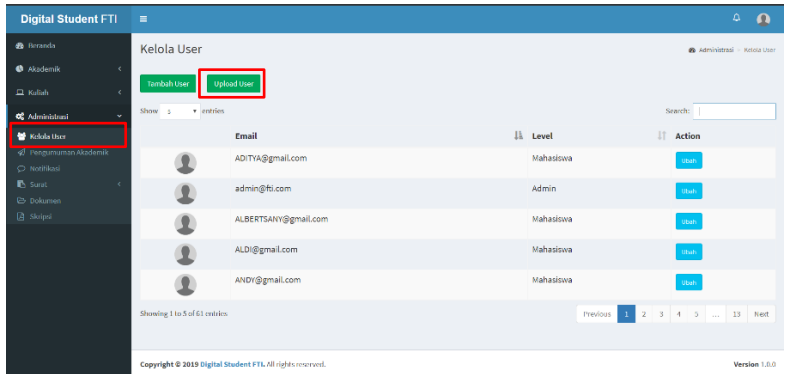 Digital Student FTI
Beranda
Akademik
Kuliah
Administrasi
Kelola User
Pengumuman Akademik
Notifikasi
Surat
Dokumen
Skripsi
Kelola User
Administrasi > Kelola User
Tambah User Upload User
Show 5 entries Search:
Email Level Action
ADITYA@gmail.com Mahasiswa Ubah
admin@fti.com Admin Ubah
ALBERTSANY@gmail.com Mahasiswa Ubah
ALDI@gmail.com Mahasiswa Ubah
ANDY@gmail.com Mahasiswa Ubah
Showing 1 to 5 of 61 entries Previous 1 2 3 4 5 ... 13 Next
Copyright © 2019 Digital Student FTI. All rights reserved. Version 1.0.0